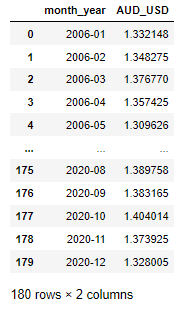 month_year AUD_USD
0 2006-01 1.332148
1 2006-02 1.348275
2 2006-03 1.376770
3 2006-04 1.357425
4 2006-05 1.309626
... ... ...
175 2020-08 1.389758
176 2020-09 1.383165
177 2020-10 1.404014
178 2020-11 1.373925
179 2020-12 1.328005
180 rows × 2 columns